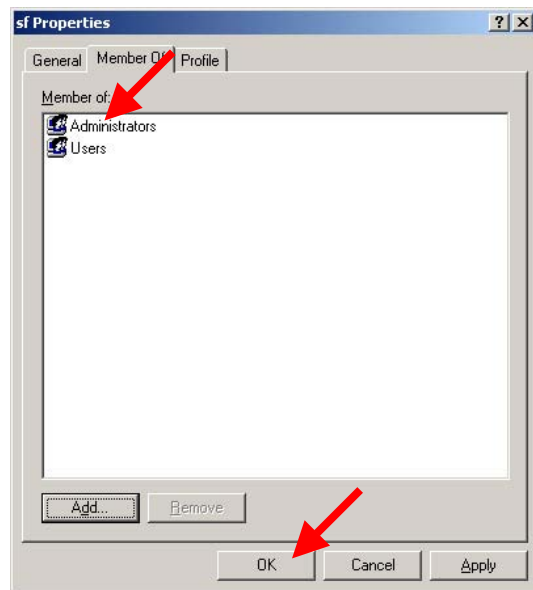 sf Properties
General Member Of Profile
Member of:
Administrators
Users
Add... Remove
OK Cancel Apply